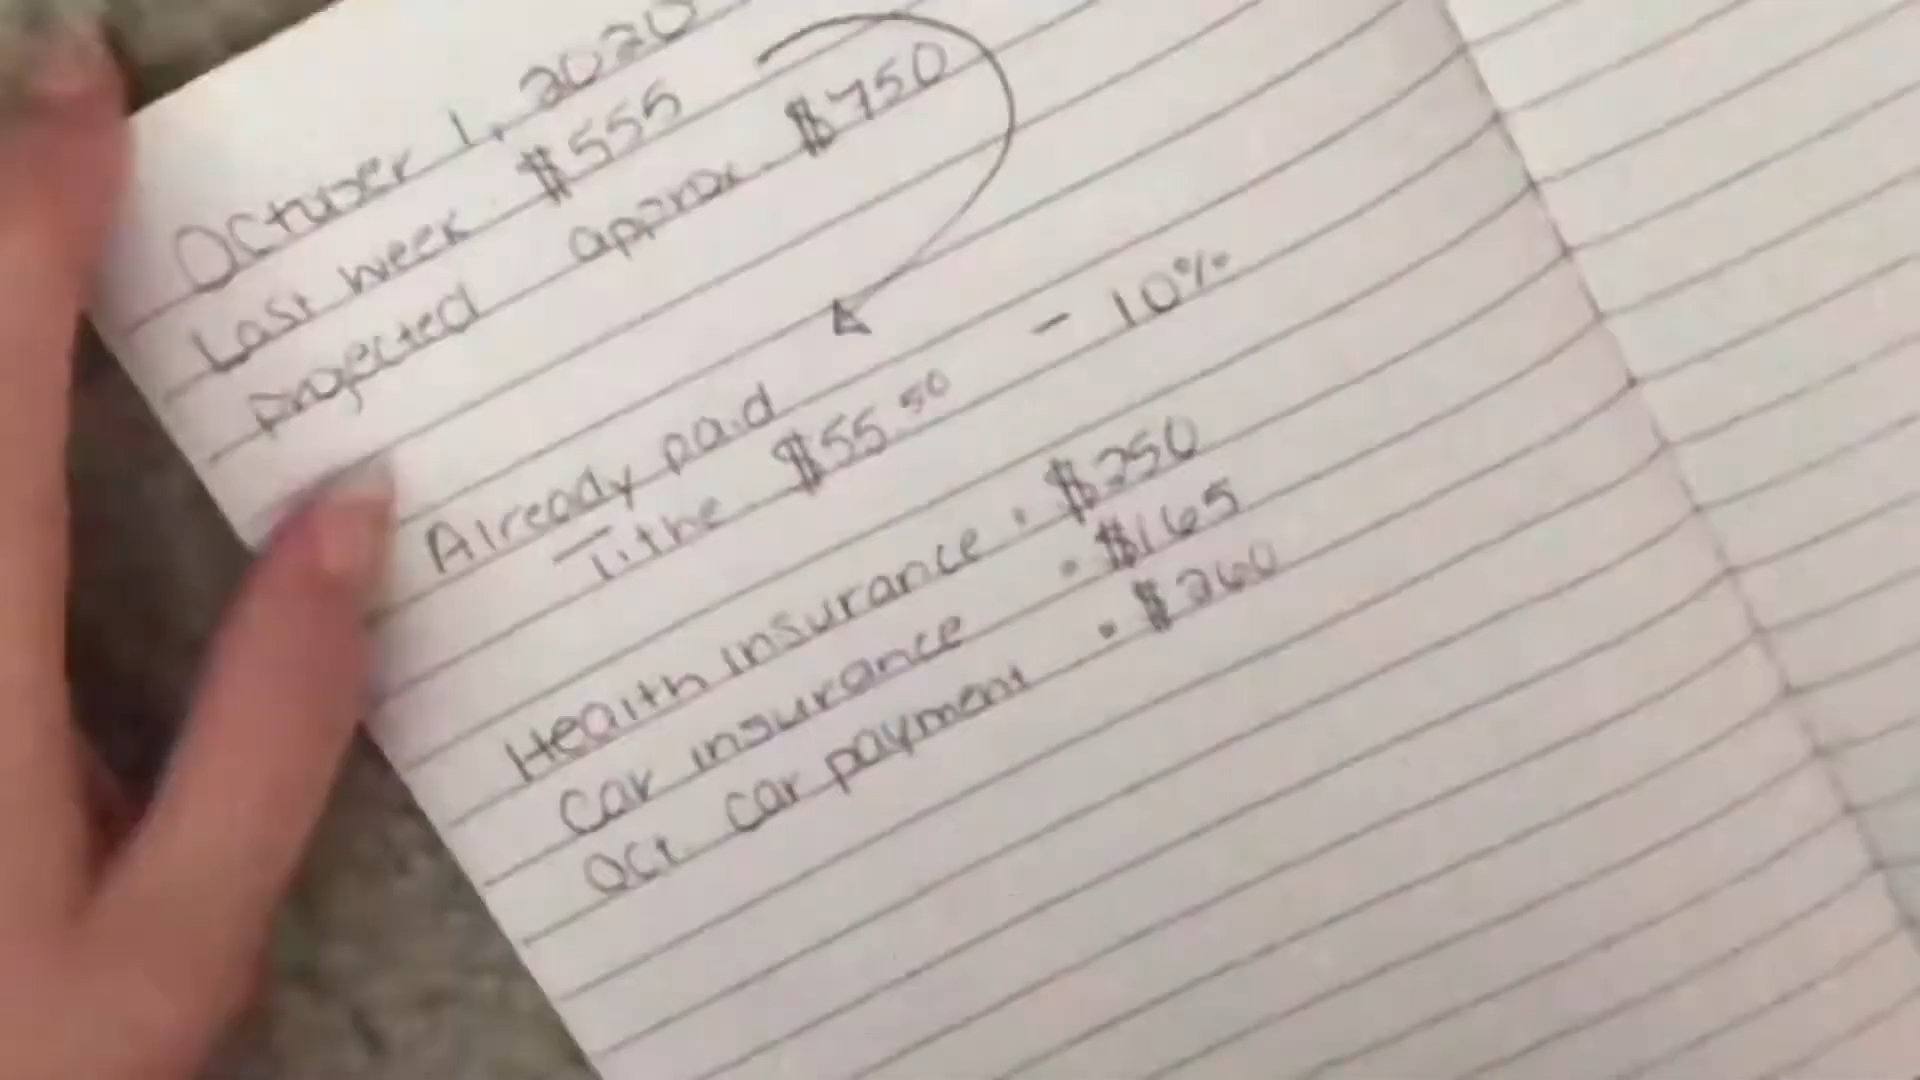 October 1, 2020
Last week $555
projected approx $750
Already paid
Tithe $55.50 - 10%
Health insurance · $250
Car insurance · $165
Oct. car payment · $260